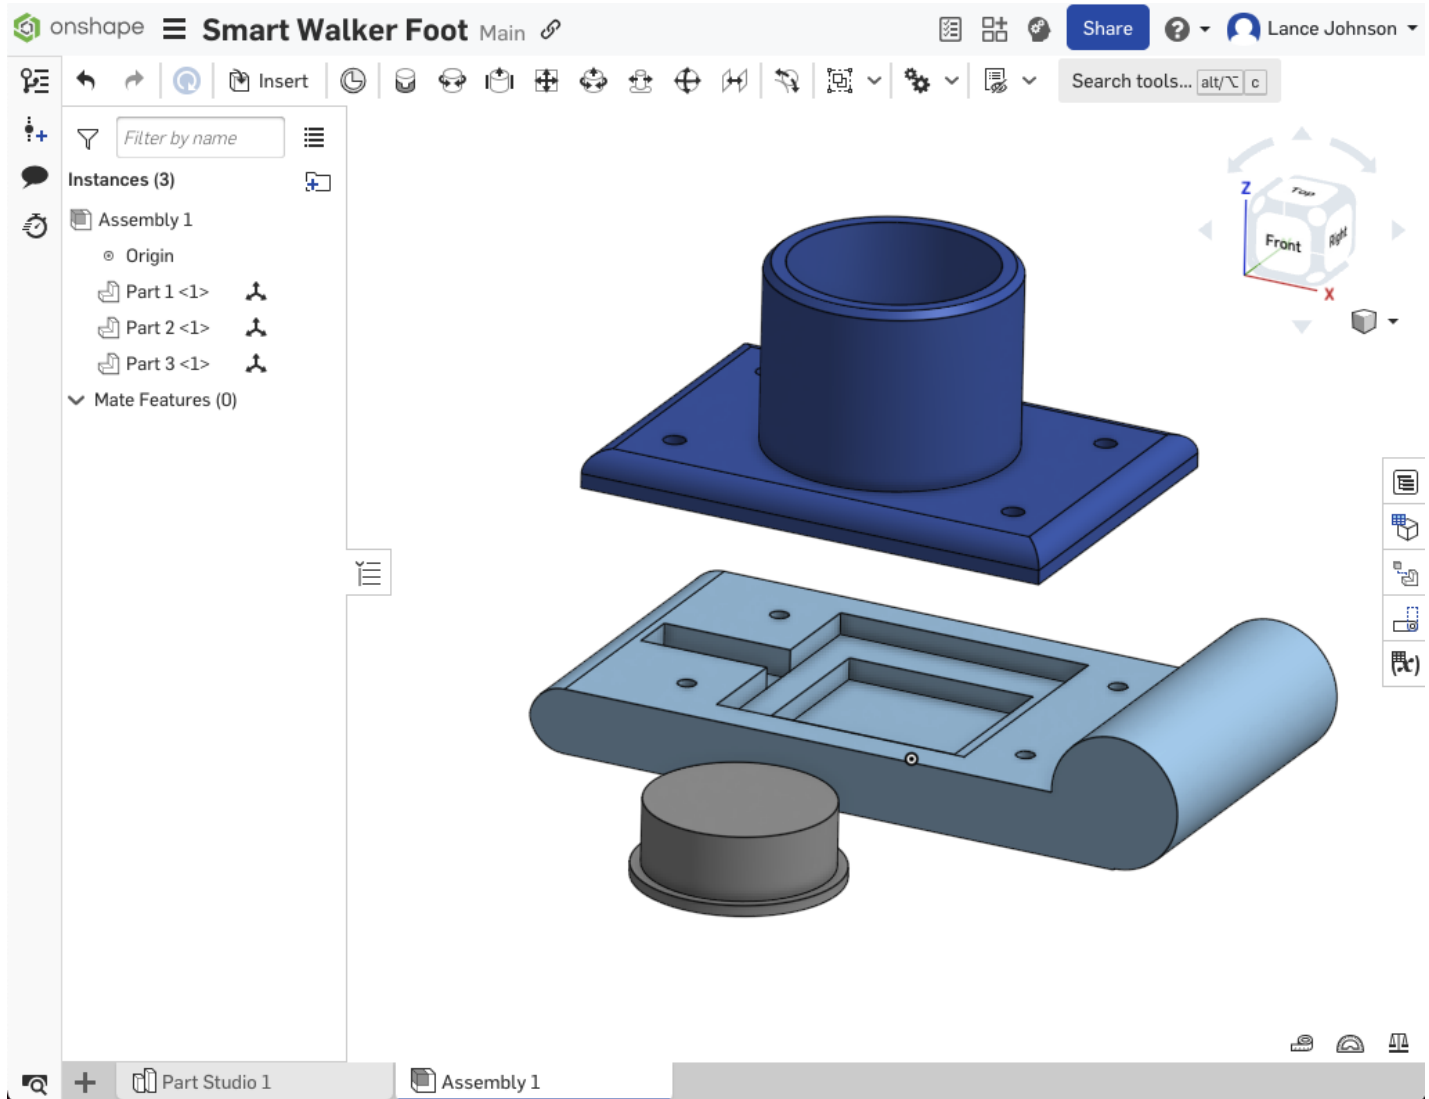 onshape Smart Walker Foot Main Share Lance Johnson
Insert Search tools... alt/⌥ c
Filter by name
Instances (3)
Assembly 1
Origin
Part 1 <1>
Part 2 <1>
Part 3 <1>
Mate Features (0)
Z
Top
Front
Right
X
(x)
Part Studio 1
Assembly 1